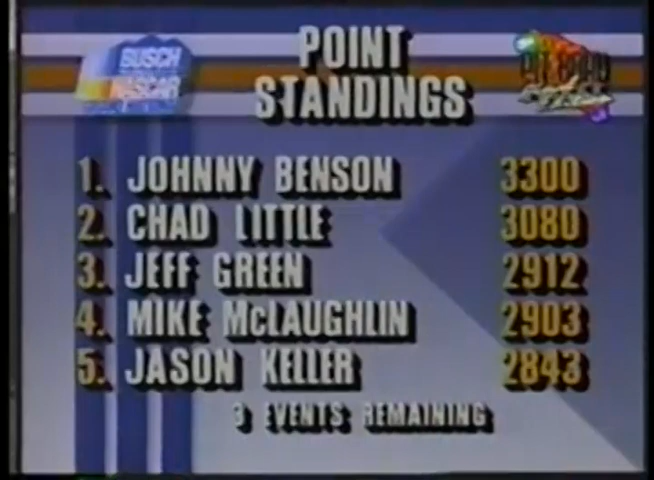 BUSCH
NASCAR
POINT
STANDINGS
1. JOHNNY BENSON 3300
2. CHAD LITTLE 3080
3. JEFF GREEN 2912
4. MIKE McLAUGHLIN 2903
5. JASON KELLER 2843
3 EVENTS REMAINING